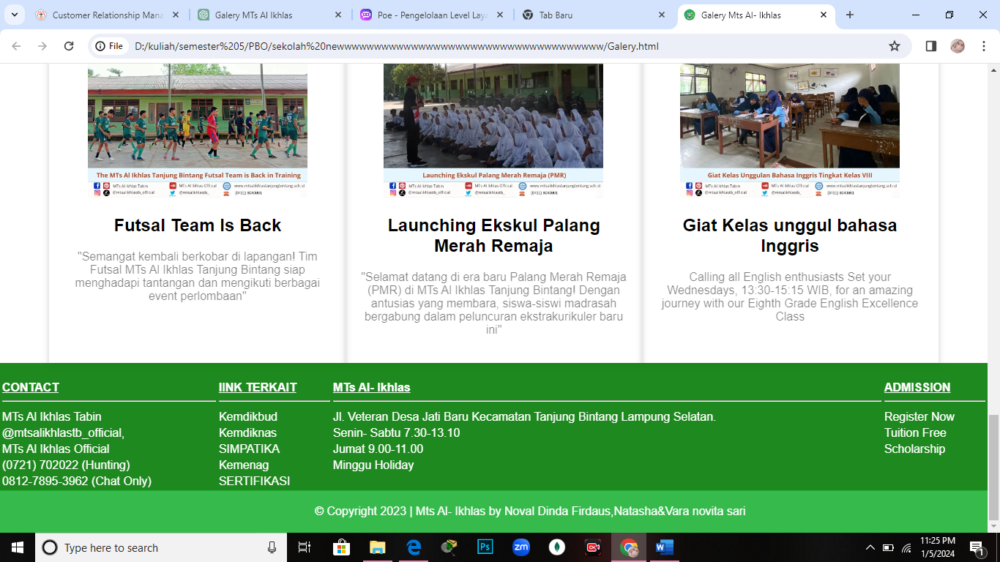 Customer Relationship Mana
Galery MTs Al Ikhlas
Poe - Pengelolaan Level Laya
Tab Baru
Galery Mts Al- Ikhlas
File
D:/kuliah/semester%205/PBO/sekolah%20newwwwwwwwwwwwwwwwwwwwwwwwwwwwwwwwwwwwwwwww/Galery.html
The MTs Al Ikhlas Tanjung Bintang Futsal Team is Back in Training
MTs Al Ikhlas Tabin
MTs Al Ikhlas Official
www.mtsalikhlastanjungbintang.sch.id
@mtsalikhlastb_official
@mtsalikhlastb_
(0721) 8040801
Launching Ekskul Palang Merah Remaja (PMR)
MTs Al Ikhlas Tabin
MTs Al Ikhlas Official
www.mtsalikhlastanjungbintang.sch.id
@mtsalikhlastb_official
@mtsalikhlastb_
(0721) 8040801
Giat Kelas Unggulan Bahasa Inggris Tingkat Kelas VIII
MTs Al Ikhlas Tabin
MTs Al Ikhlas Official
www.mtsalikhlastanjungbintang.sch.id
@mtsalikhlastb_official
@mtsalikhlastb_
(0721) 8040801
Futsal Team Is Back
"Semangat kembali berkobar di lapangan! Tim
Futsal MTs Al Ikhlas Tanjung Bintang siap
menghadapi tantangan dan mengikuti berbagai
event perlombaan"
Launching Ekskul Palang
Merah Remaja
"Selamat datang di era baru Palang Merah Remaja
(PMR) di MTs Al Ikhlas Tanjung Bintang! Dengan
antusias yang membara, siswa-siswi madrasah
bergabung dalam peluncuran ekstrakurikuler baru
ini"
Giat Kelas unggul bahasa
Inggris
Calling all English enthusiasts Set your
Wednesdays, 13:30-15:15 WIB, for an amazing
journey with our Eighth Grade English Excellence
Class
CONTACT
MTs Al Ikhlas Tabin
@mtsalikhlastb_official,
MTs Al Ikhlas Official
(0721) 702022 (Hunting)
0812-7895-3962 (Chat Only)
lINK TERKAIT
Kemdikbud
Kemdiknas
SIMPATIKA
Kemenag
SERTIFIKASI
MTs Al- Ikhlas
Jl. Veteran Desa Jati Baru Kecamatan Tanjung Bintang Lampung Selatan.
Senin- Sabtu 7.30-13.10
Jumat 9.00-11.00
Minggu Holiday
ADMISSION
Register Now
Tuition Free
Scholarship
© Copyright 2023 | Mts Al- Ikhlas by Noval Dinda Firdaus,Natasha&Vara novita sari
Type here to search
Ps
zm
W
11:25 PM
1/5/2024
1